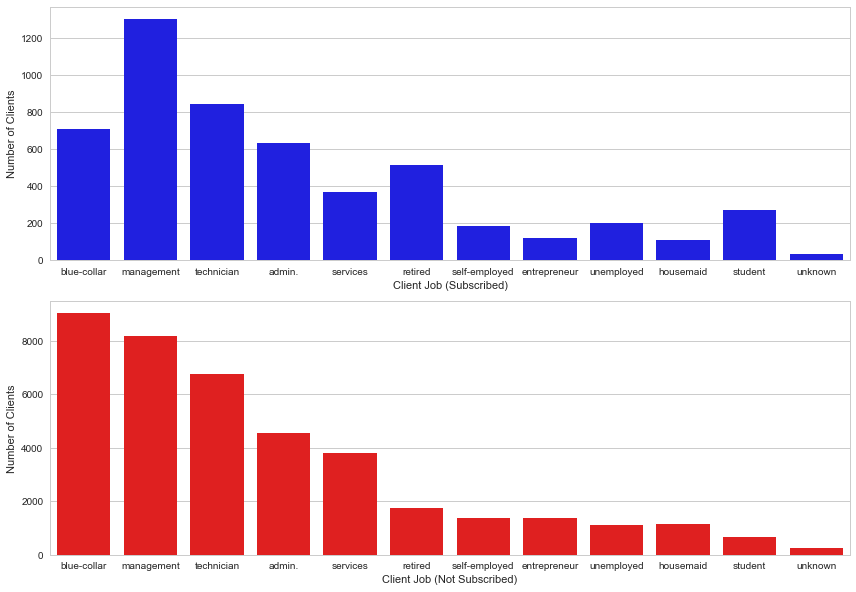 1200
1000
800
600
400
200
0
Number of Clients
blue-collar management technician admin. services retired self-employed entrepreneur unemployed housemaid student unknown
Client Job (Subscribed)
8000
6000
4000
2000
0
Number of Clients
blue-collar management technician admin. services retired self-employed entrepreneur unemployed housemaid student unknown
Client Job (Not Subscribed)